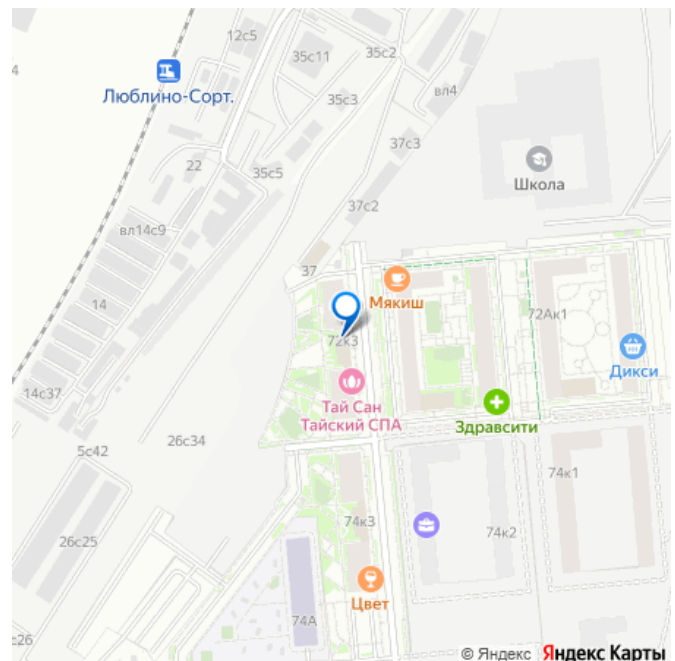 12с5
35с2
35с11
4
Люблино-Сорт.
35с3
вл4
37с3
22
35с5
Школа
37с2
вл14с9
37
Мякиш
14
72Ак1
72к3
Дикси
14с37
Тай Сан
Тайский СПА
Здравсити
26с34
5с42
74к1
74к3
74к2
26с25
Цвет
74А
с26
© Яндекс Яндекс Карты